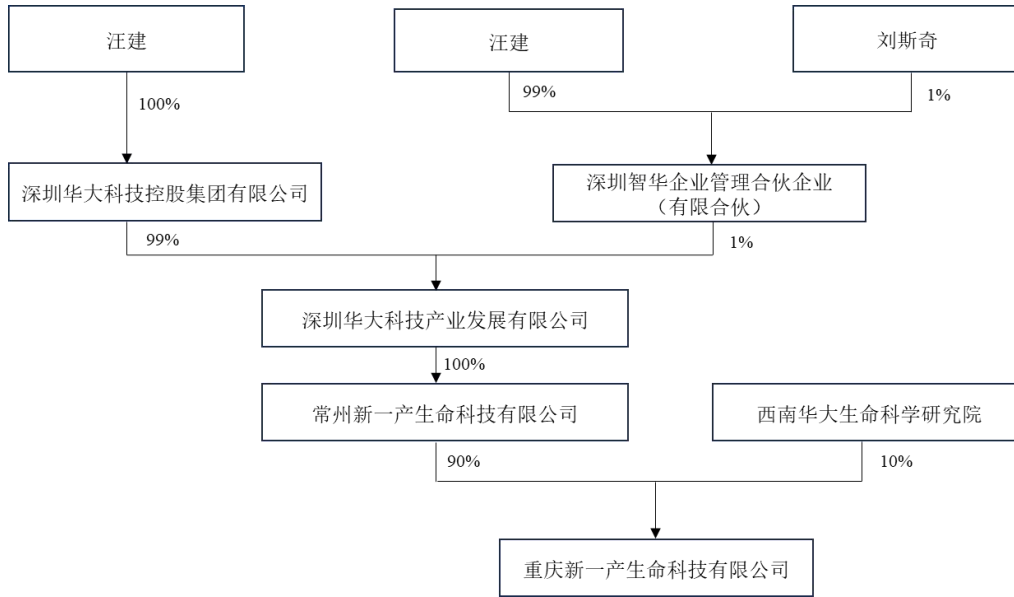 汪建
汪建
刘斯奇
100%
99%
1%
深圳华大科技控股集团有限公司
深圳智华企业管理合伙企业
（有限合伙）
99%
1%
深圳华大科技产业发展有限公司
100%
常州新一产生命科技有限公司
西南华大生命科学研究院
90%
10%
重庆新一产生命科技有限公司